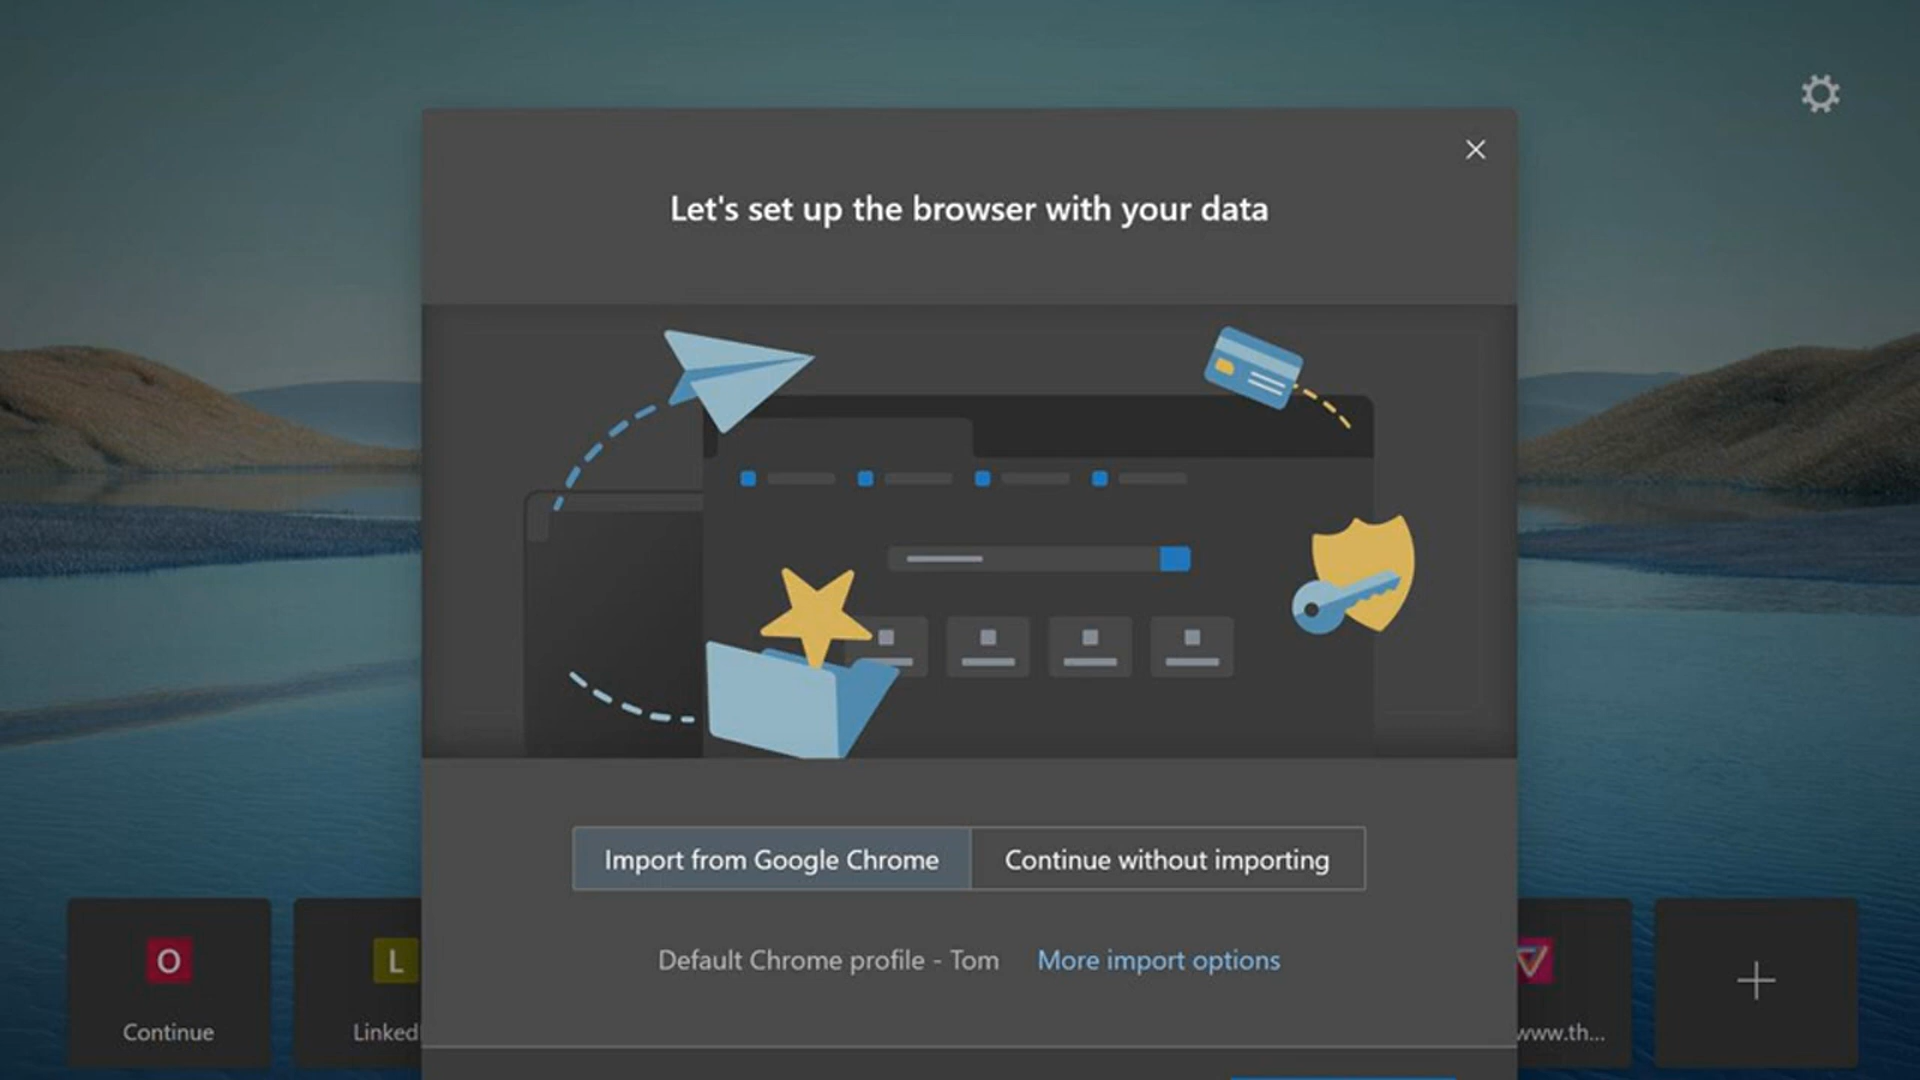 Let's set up the browser with your data
Import from Google Chrome
Continue without importing
Default Chrome profile - Tom
More import options
O
Continue
L
Linked
www.th...